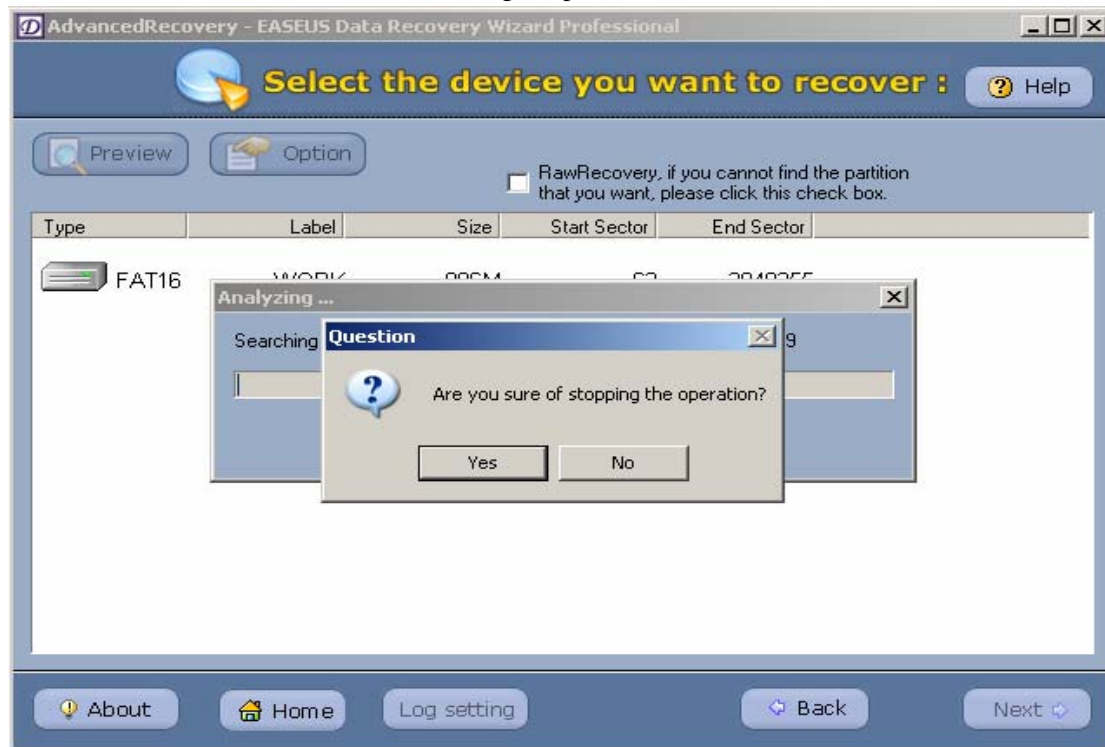 AdvancedRecovery - EASEUS Data Recovery Wizard Professional
Select the device you want to recover :
Help
Preview
Option
RawRecovery, if you cannot find the partition
that you want, please click this check box.
Type Label Size Start Sector End Sector
FAT16
Analyzing ...
Searching
9
Question
Are you sure of stopping the operation?
Yes No
About Home Log setting Back Next